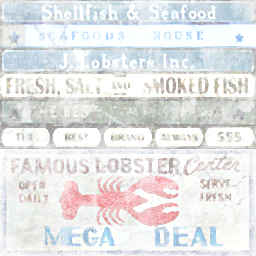 Shellfish & Seafood
SEAFOODS HOUSE
J. Lobsters Inc.
FRESH, SALT AND SMOKED FISH
THE BEST BRAND ALWAYS 555
FAMOUS LOBSTER Center
OPEN DAILY
SERVE FRESH
MEGA DEAL